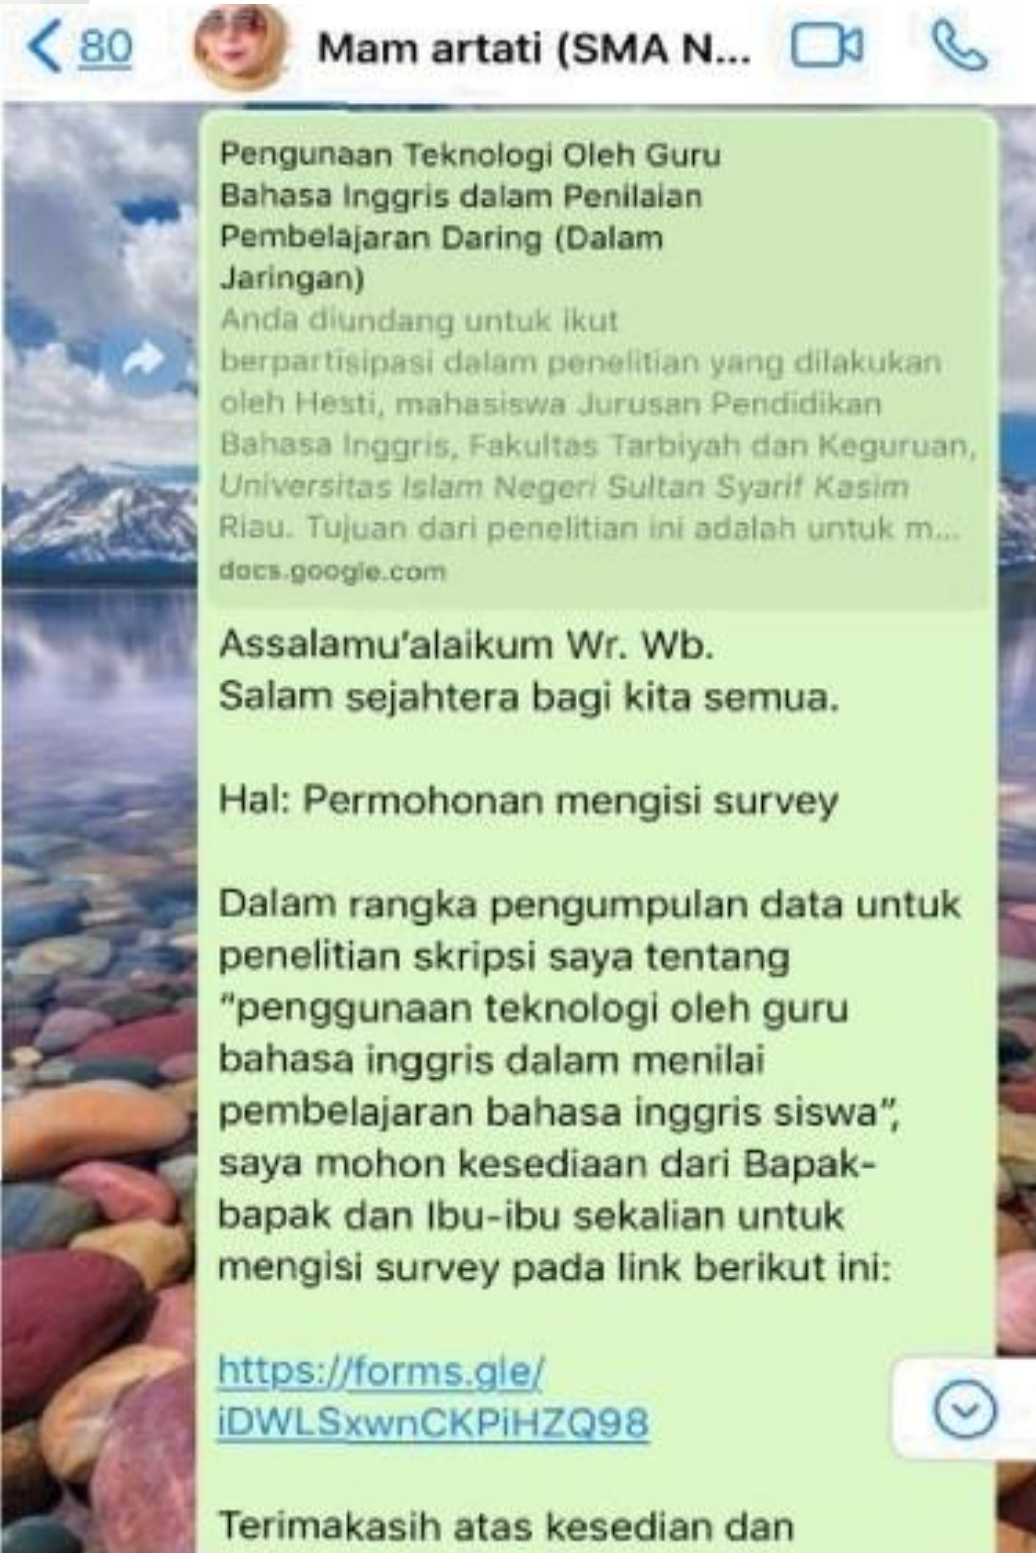 80
Mam artati (SMA N...
Pengunaan Teknologi Oleh Guru
Bahasa Inggris dalam Penilaian
Pembelajaran Daring (Dalam
Jaringan)
Anda diundang untuk ikut
berpartisipasi dalam penelitian yang dilakukan
oleh Hesti, mahasiswa Jurusan Pendidikan
Bahasa Inggris, Fakultas Tarbiyah dan Keguruan,
Universitas Islam Negeri Sultan Syarif Kasim
Riau. Tujuan dari penelitian ini adalah untuk m...
docs.google.com
Assalamu'alaikum Wr. Wb.
Salam sejahtera bagi kita semua.
Hal: Permohonan mengisi survey
Dalam rangka pengumpulan data untuk
penelitian skripsi saya tentang
"penggunaan teknologi oleh guru
bahasa inggris dalam menilai
pembelajaran bahasa inggris siswa",
saya mohon kesediaan dari Bapak-
bapak dan Ibu-ibu sekalian untuk
mengisi survey pada link berikut ini:
https://forms.gle/
iDWLSxwnCKPiHZQ98
Terimakasih atas kesedian dan